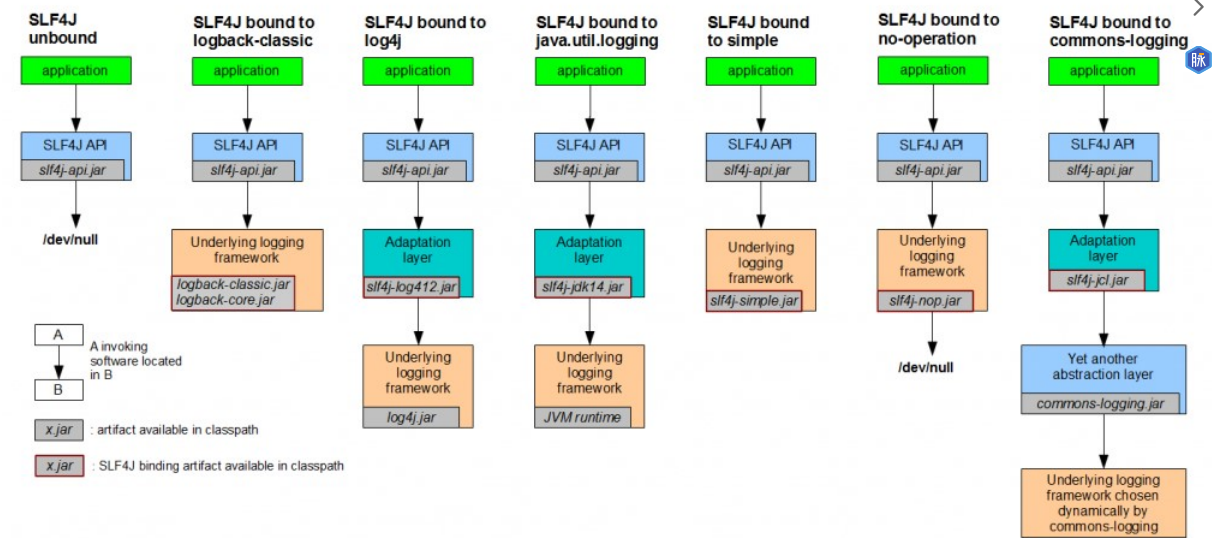 SLF4J
unbound
application
SLF4J API
slf4j-api.jar
/dev/null
SLF4J bound to
logback-classic
application
SLF4J API
slf4j-api.jar
Underlying logging
framework
logback-classic.jar
logback-core.jar
SLF4J bound to
log4j
application
SLF4J API
slf4j-api.jar
Adaptation
layer
slf4j-log412.jar
Underlying
logging
framework
log4j.jar
SLF4J bound to
java.util.logging
application
SLF4J API
slf4j-api.jar
Adaptation
layer
slf4j-jdk14.jar
Underlying
logging
framework
JVM runtime
SLF4J bound
to simple
application
SLF4J API
slf4j-api.jar
Underlying
logging
framework
slf4j-simple.jar
SLF4J bound to
no-operation
application
SLF4J API
slf4j-api.jar
Underlying
logging
framework
slf4j-nop.jar
/dev/null
SLF4J bound to
commons-logging
application
SLF4J API
slf4j-api.jar
Adaptation
layer
slf4j-jcl.jar
Yet another
abstraction layer
commons-logging.jar
Underlying logging
framework chosen
dynamically by
commons-logging
脉
A
B
A invoking
software located
in B
x.jar : artifact available in classpath
x.jar : SLF4J binding artifact available in classpath